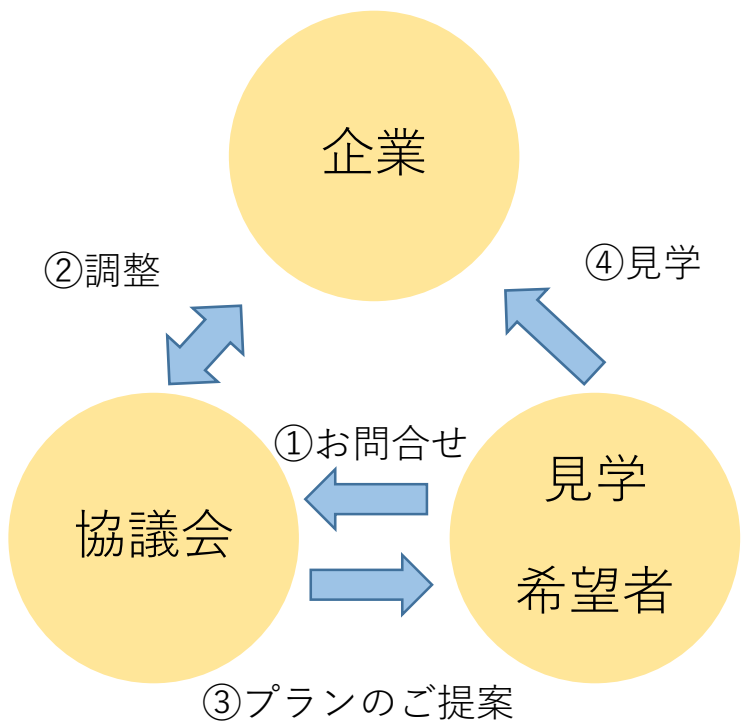 企業
②調整
④見学
①お問合せ
協議会
見学
希望者
③プランのご提案